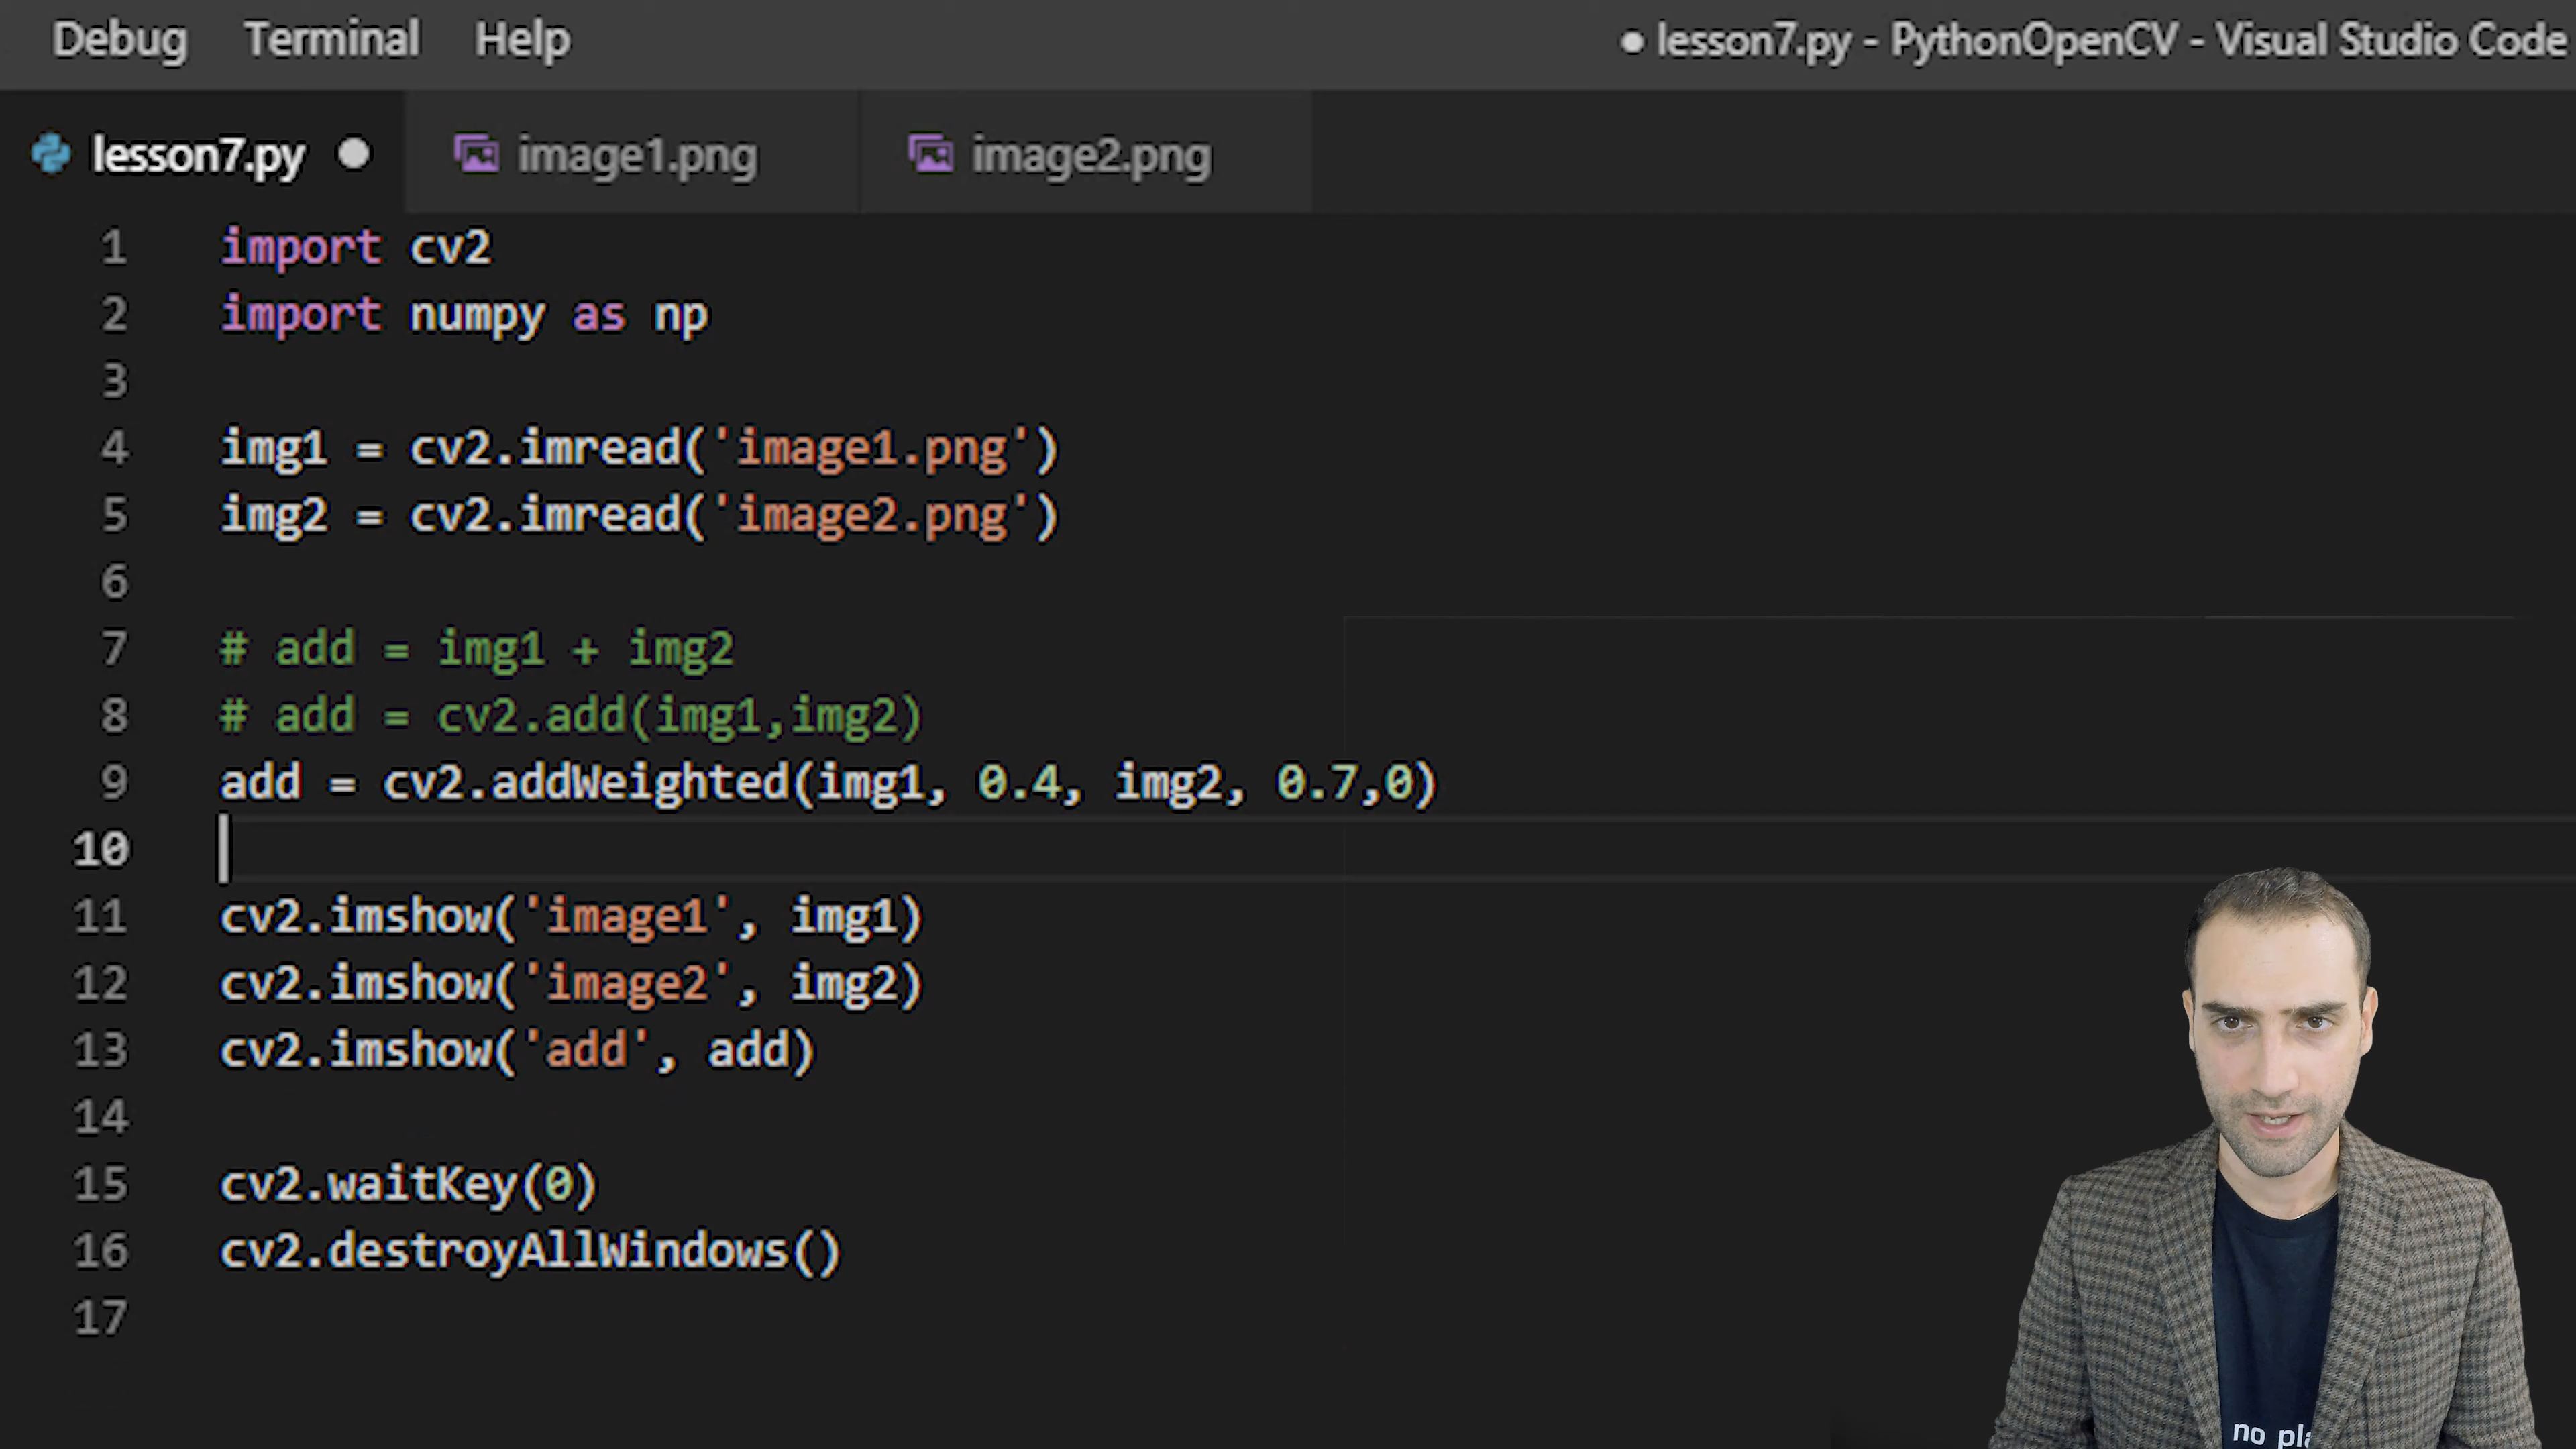 Debug Terminal Help ● lesson7.py - PythonOpenCV - Visual Studio Code
lesson7.py ● image1.png image2.png
1 import cv2
2 import numpy as np
3
4 img1 = cv2.imread('image1.png')
5 img2 = cv2.imread('image2.png')
6
7 # add = img1 + img2
8 # add = cv2.add(img1,img2)
9 add = cv2.addWeighted(img1, 0.4, img2, 0.7,0)
10
11 cv2.imshow('image1', img1)
12 cv2.imshow('image2', img2)
13 cv2.imshow('add', add)
14
15 cv2.waitKey(0)
16 cv2.destroyAllWindows()
17
no